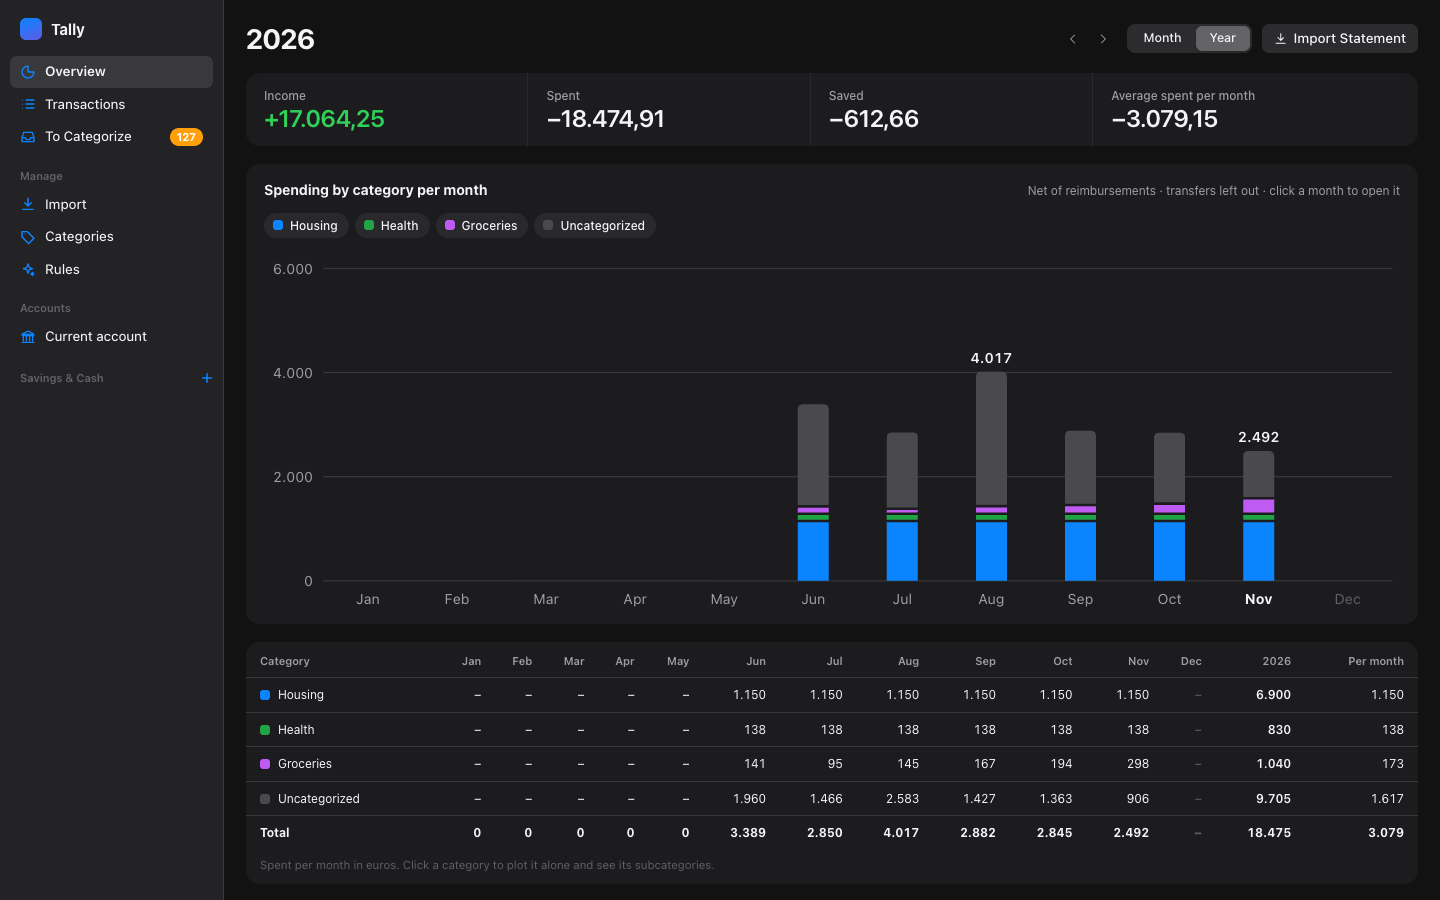 Tally
Overview
Transactions
To Categorize 127
Manage
Import
Categories
Rules
Accounts
Current account
Savings & Cash +
2026
Month Year Import Statement
Income Spent Saved Average spent per month
+17.064,25 −18.474,91 −612,66 −3.079,15
Spending by category per month Net of reimbursements · transfers left out · click a month to open it
Housing Health Groceries Uncategorized
6.000
4.017
4.000
2.492
2.000
0
Jan Feb Mar Apr May Jun Jul Aug Sep Oct Nov Dec
Category Jan Feb Mar Apr May Jun Jul Aug Sep Oct Nov Dec 2026 Per month
Housing – – – – – 1.150 1.150 1.150 1.150 1.150 1.150 – 6.900 1.150
Health – – – – – 138 138 138 138 138 138 – 830 138
Groceries – – – – – 141 95 145 167 194 298 – 1.040 173
Uncategorized – – – – – 1.960 1.466 2.583 1.427 1.363 906 – 9.705 1.617
Total 0 0 0 0 0 3.389 2.850 4.017 2.882 2.845 2.492 – 18.475 3.079
Spent per month in euros. Click a category to plot it alone and see its subcategories.